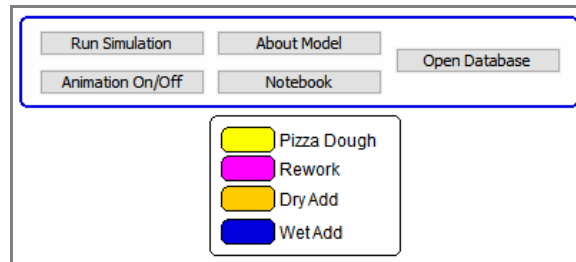 Run Simulation
About Model
Open Database
Animation On/Off
Notebook
Pizza Dough
Rework
Dry Add
Wet Add